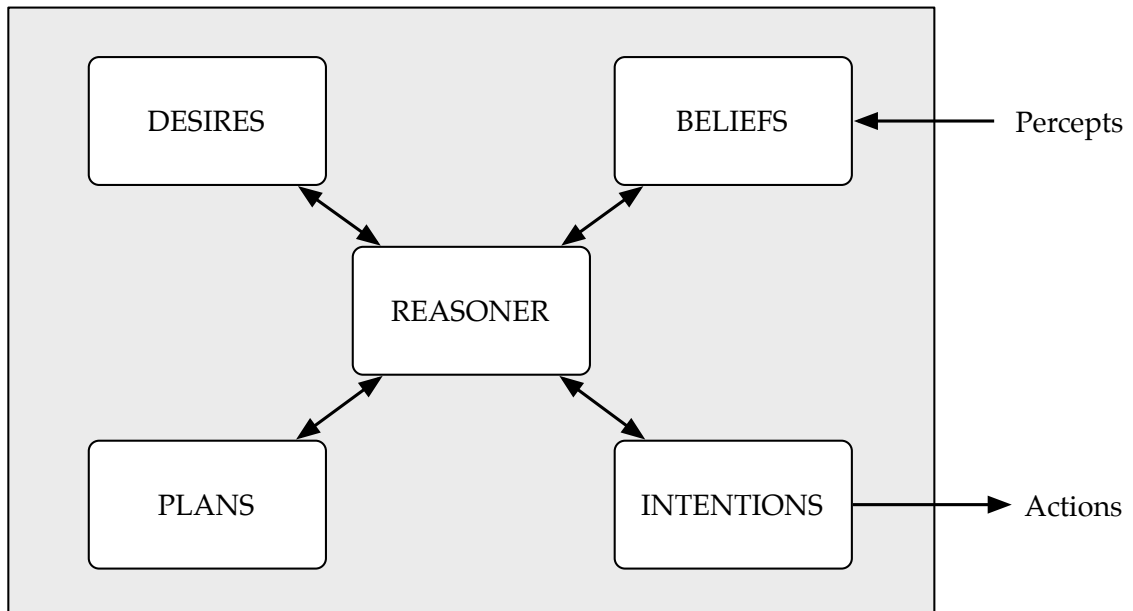 DESIRES
BELIEFS
Percepts
REASONER
PLANS
INTENTIONS
Actions